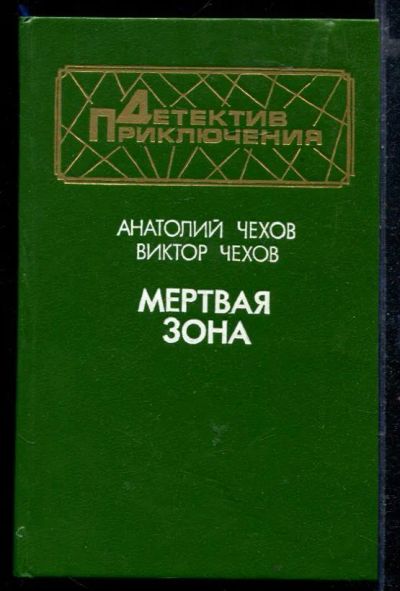 ДЕТЕКТИВ
ПРИКЛЮЧЕНИЯ
АНАТОЛИЙ ЧЕХОВ
ВИКТОР ЧЕХОВ
МЕРТВАЯ
ЗОНА